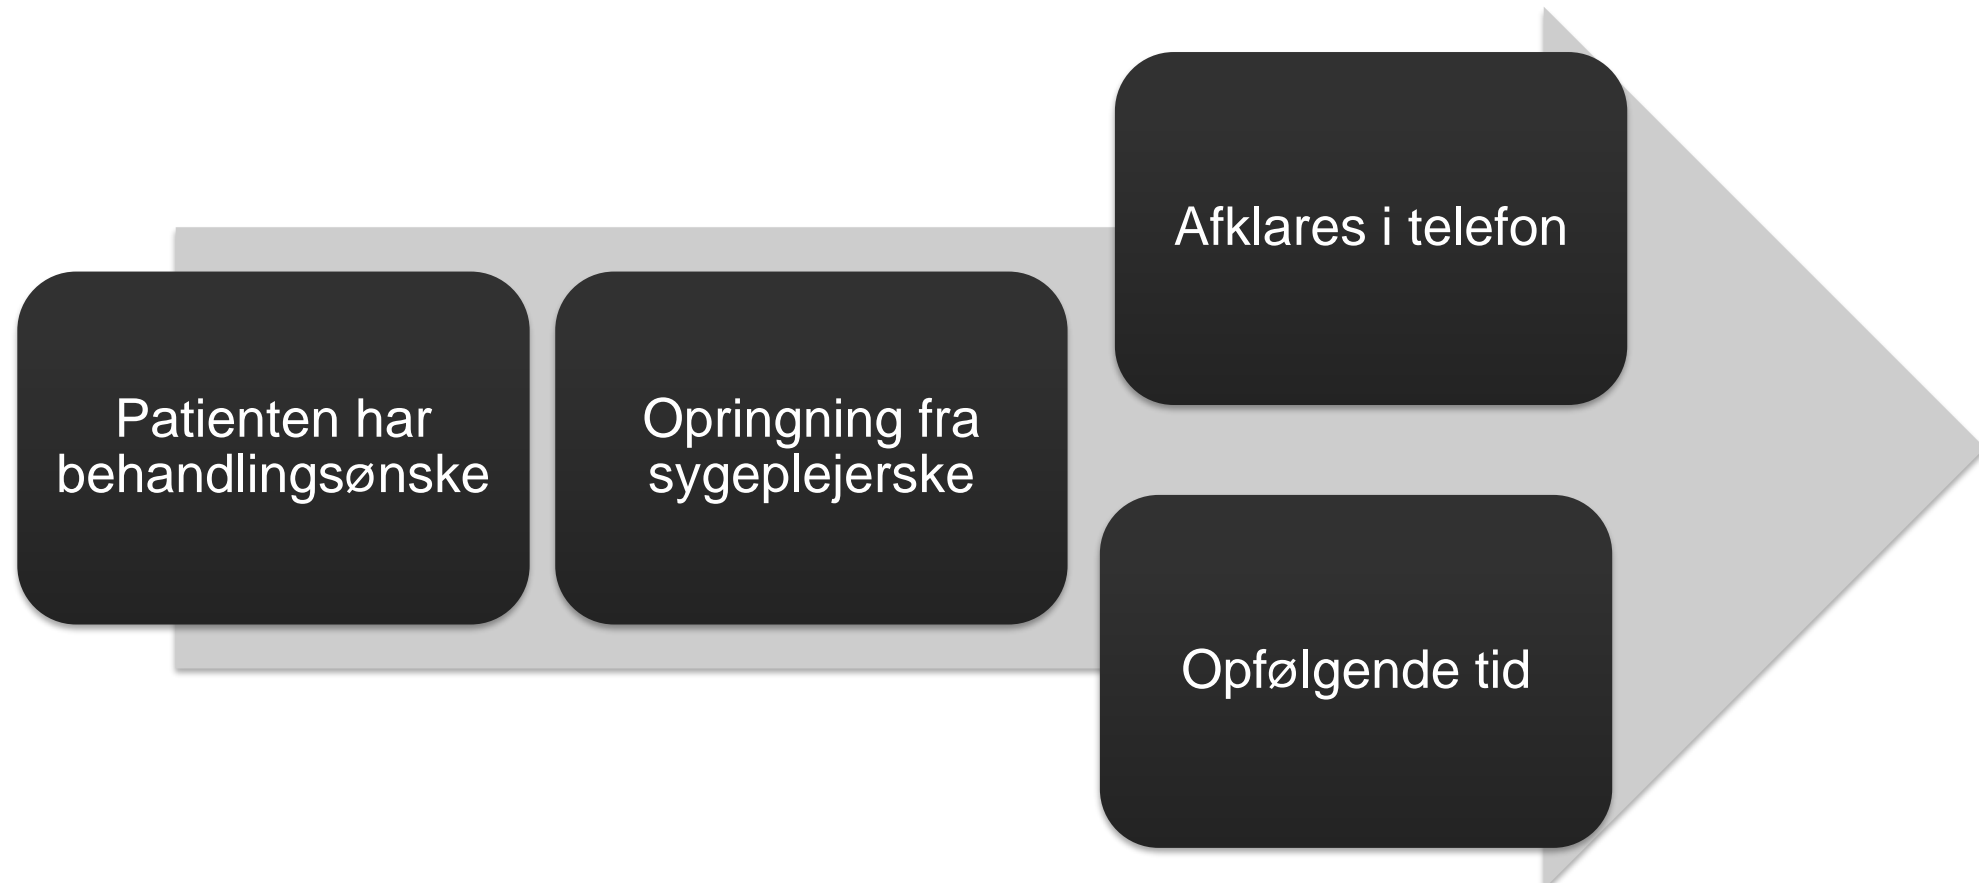 Patienten har
behandlingsønske
Opringning fra
sygeplejerske
Afklares i telefon
Opfølgende tid